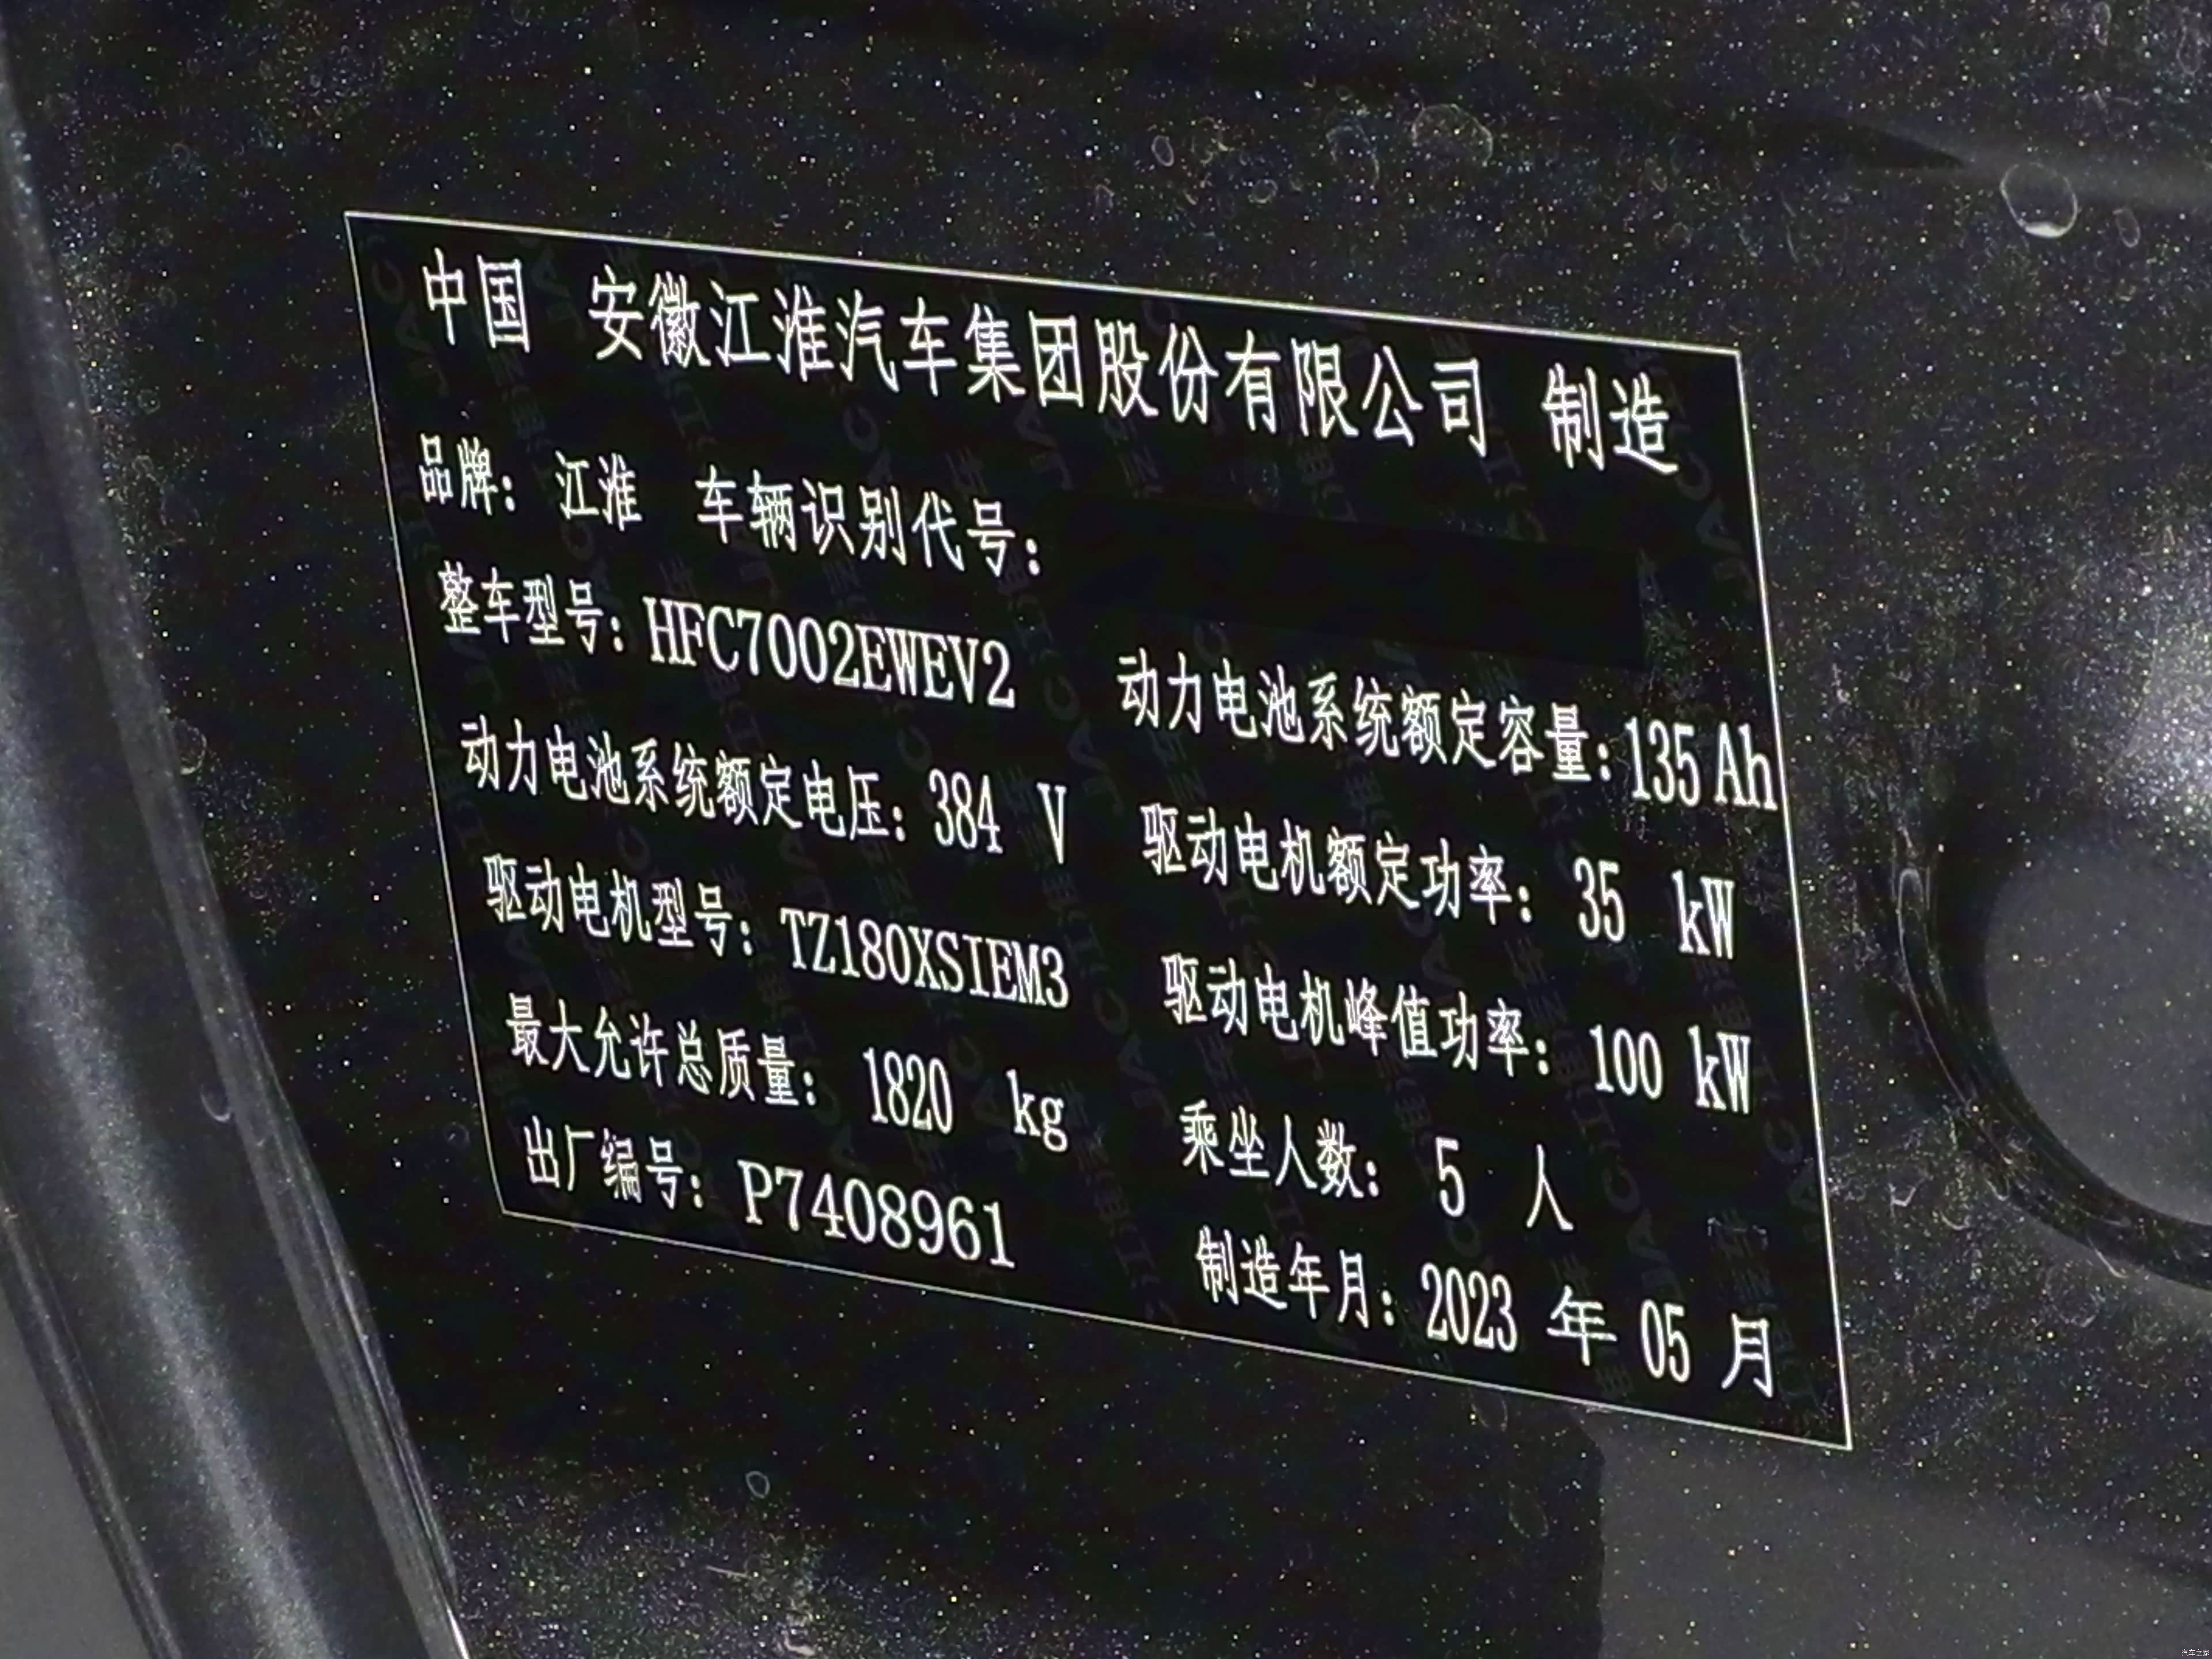 中国 安徽江淮汽车集团股份有限公司 制造
品牌: 江淮 车辆识别代号:
整车型号: HFC7002EWEV2 动力电池系统额定容量: 135 Ah
动力电池系统额定电压: 384 V 驱动电机额定功率: 35 kW
驱动电机型号: TZ180XSIEM3 驱动电机峰值功率: 100 kW
最大允许总质量: 1820 kg 乘坐人数: 5 人
出厂编号: P7408961 制造年月: 2023 年 05 月
汽车之家